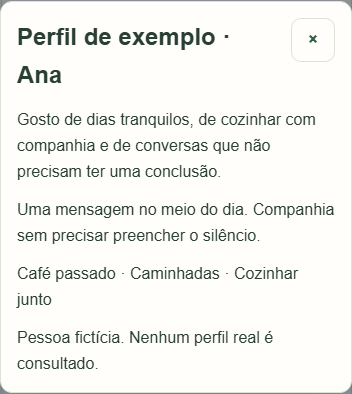 Perfil de exemplo ·
Ana
×
Gosto de dias tranquilos, de cozinhar com
companhia e de conversas que não
precisam ter uma conclusão.
Uma mensagem no meio do dia. Companhia
sem precisar preencher o silêncio.
Café passado · Caminhadas · Cozinhar
junto
Pessoa fictícia. Nenhum perfil real é
consultado.